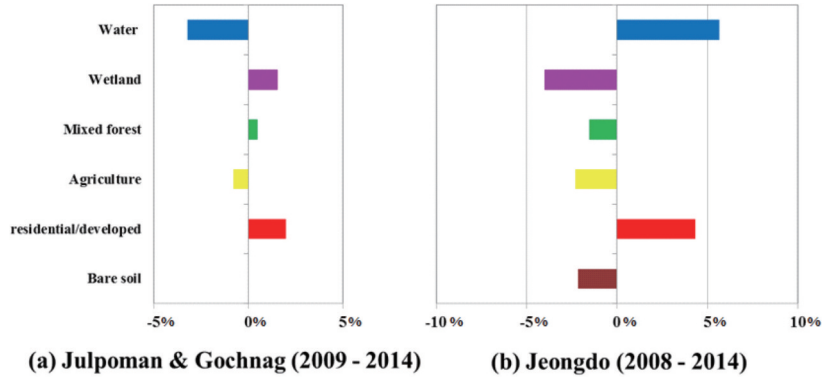 Water
Wetland
Mixed forest
Agriculture
residential/developed
Bare soil
-5% 0% 5%
-10% -5% 0% 5% 10%
(a) Julpoman & Gochnag (2009 - 2014)
(b) Jeongdo (2008 - 2014)